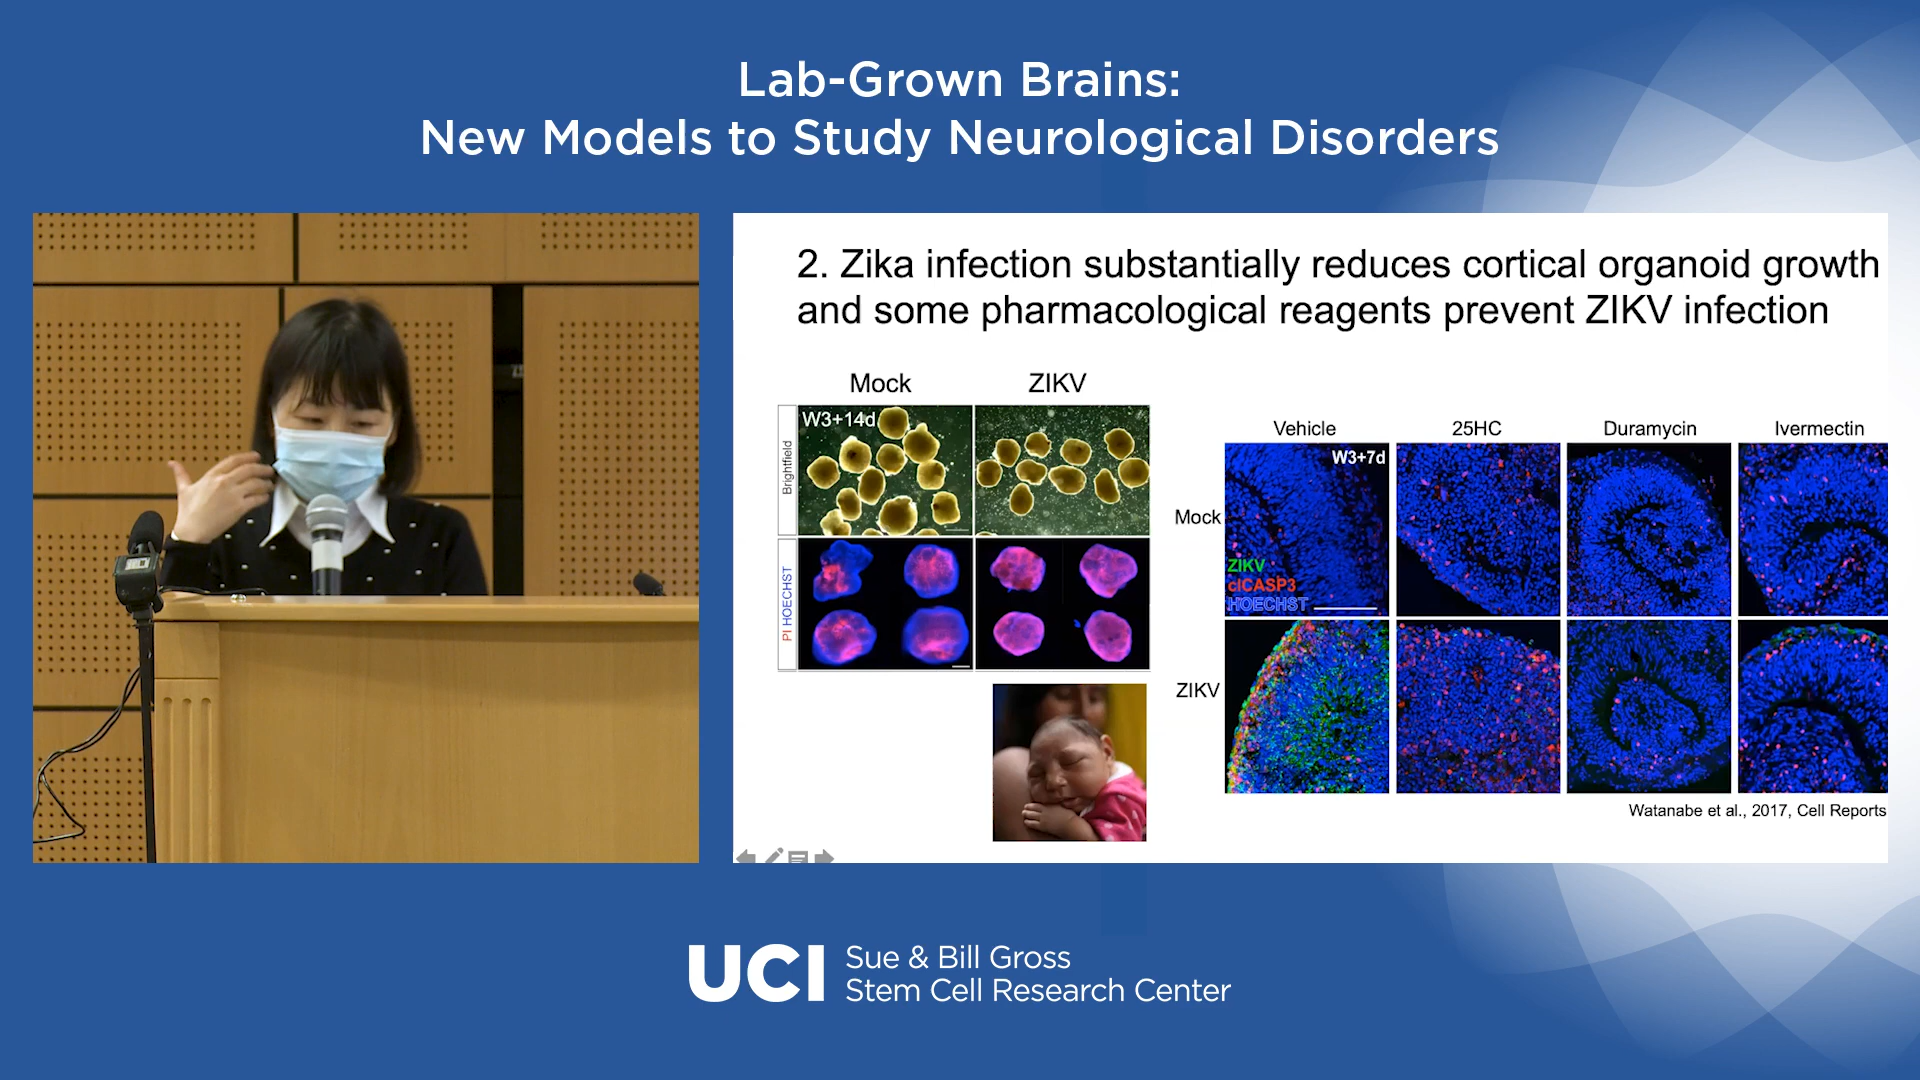 Lab-Grown Brains:
New Models to Study Neurological Disorders
2. Zika infection substantially reduces cortical organoid growth
and some pharmacological reagents prevent ZIKV infection
Mock
ZIKV
Brightfield
W3+14d
PI HOECHST
Vehicle
25HC
Duramycin
Ivermectin
Mock
W3+7d
ZIKV
clCASP3
HOECHST
ZIKV
Watanabe et al., 2017, Cell Reports
UCI
Sue & Bill Gross
Stem Cell Research Center